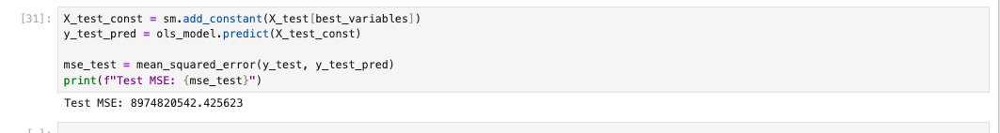 [31]: X_test_const = sm.add_constant(X_test[best_variables])
y_test_pred = ols_model.predict(X_test_const)
mse_test = mean_squared_error(y_test, y_test_pred)
print(f"Test MSE: {mse_test}")
Test MSE: 8974820542.425623
[ ]: